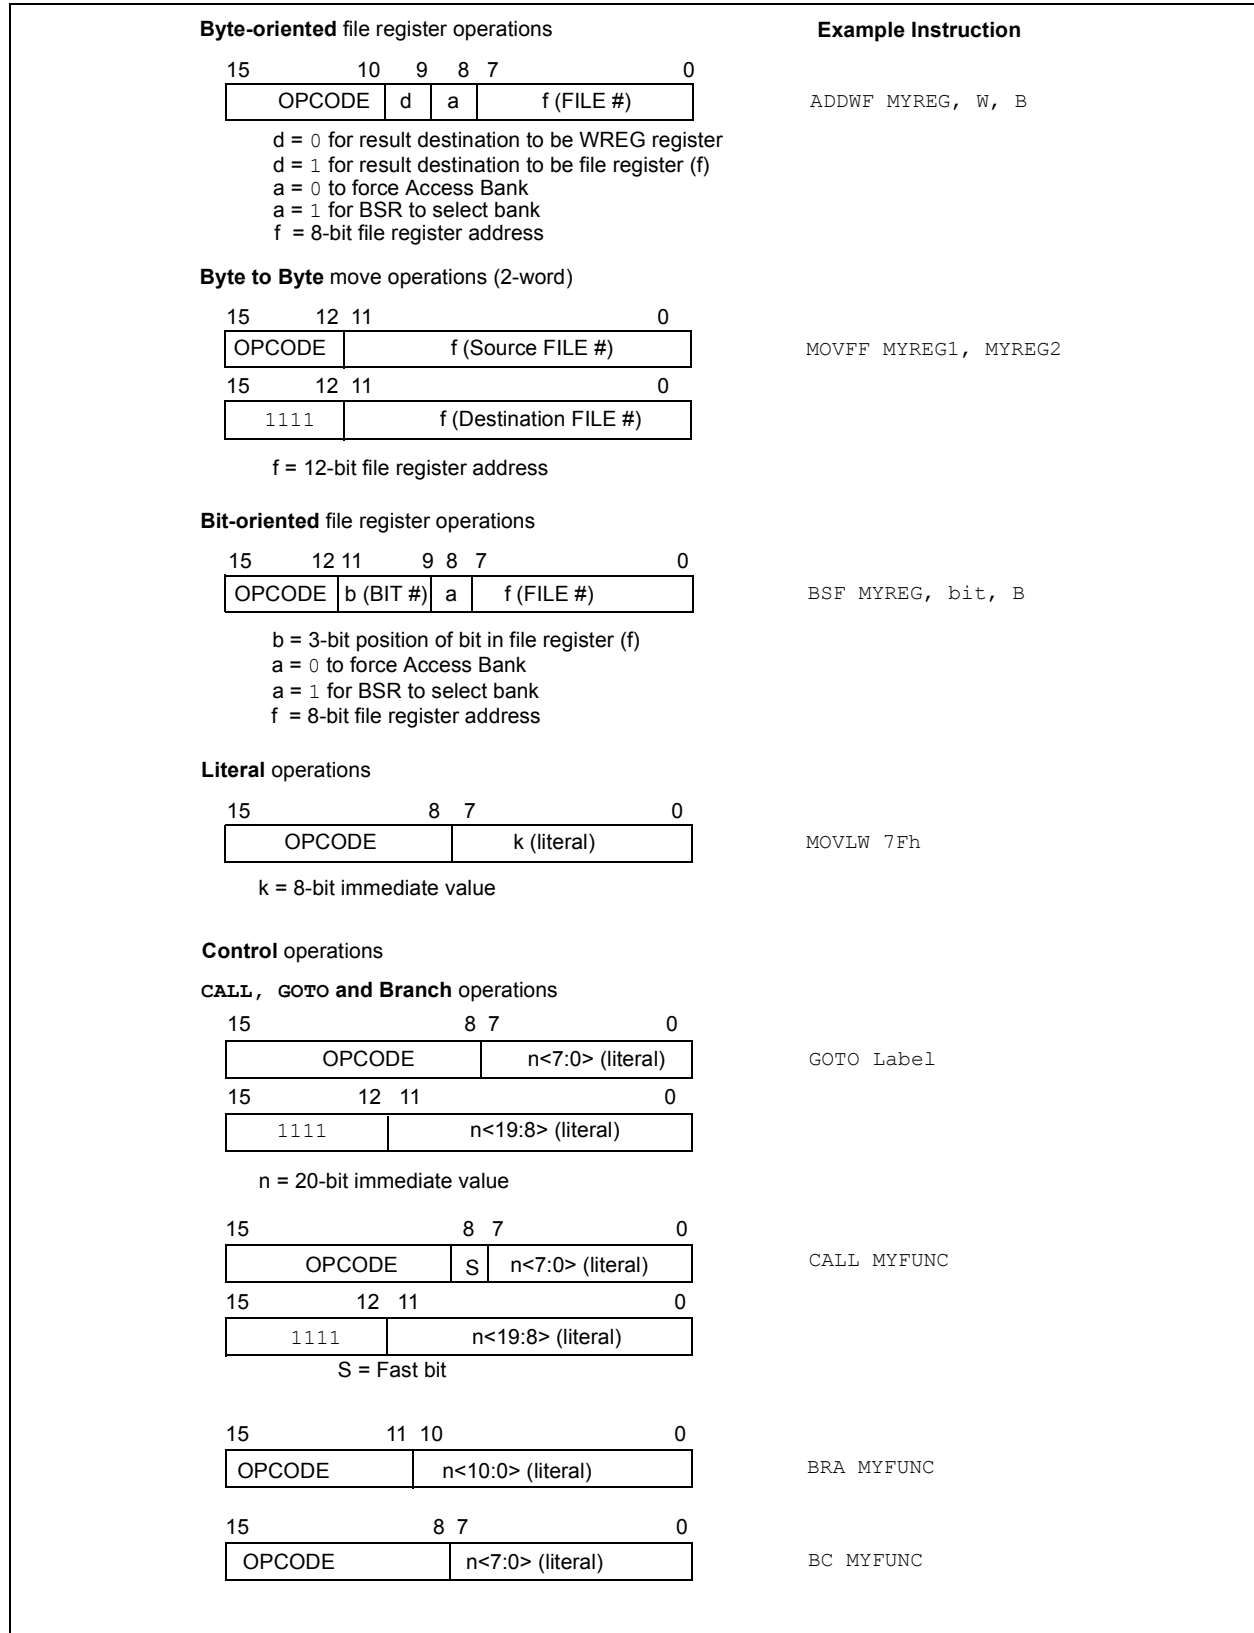 Byte-oriented file register operations Example Instruction
15 10 9 8 7 0
OPCODE d a f (FILE #) ADDWF MYREG, W, B
d = 0 for result destination to be WREG register
d = 1 for result destination to be file register (f)
a = 0 to force Access Bank
a = 1 for BSR to select bank
f = 8-bit file register address
Byte to Byte move operations (2-word)
15 12 11 0
OPCODE f (Source FILE #) MOVFF MYREG1, MYREG2
15 12 11 0
1111 f (Destination FILE #)
f = 12-bit file register address
Bit-oriented file register operations
15 12 11 9 8 7 0
OPCODE b (BIT #) a f (FILE #) BSF MYREG, bit, B
b = 3-bit position of bit in file register (f)
a = 0 to force Access Bank
a = 1 for BSR to select bank
f = 8-bit file register address
Literal operations
15 8 7 0
OPCODE k (literal) MOVLW 7Fh
k = 8-bit immediate value
Control operations
CALL, GOTO and Branch operations
15 8 7 0
OPCODE n<7:0> (literal) GOTO Label
15 12 11 0
1111 n<19:8> (literal)
n = 20-bit immediate value
15 8 7 0
OPCODE S n<7:0> (literal) CALL MYFUNC
15 12 11 0
1111 n<19:8> (literal)
S = Fast bit
15 11 10 0
OPCODE n<10:0> (literal) BRA MYFUNC
15 8 7 0
OPCODE n<7:0> (literal) BC MYFUNC